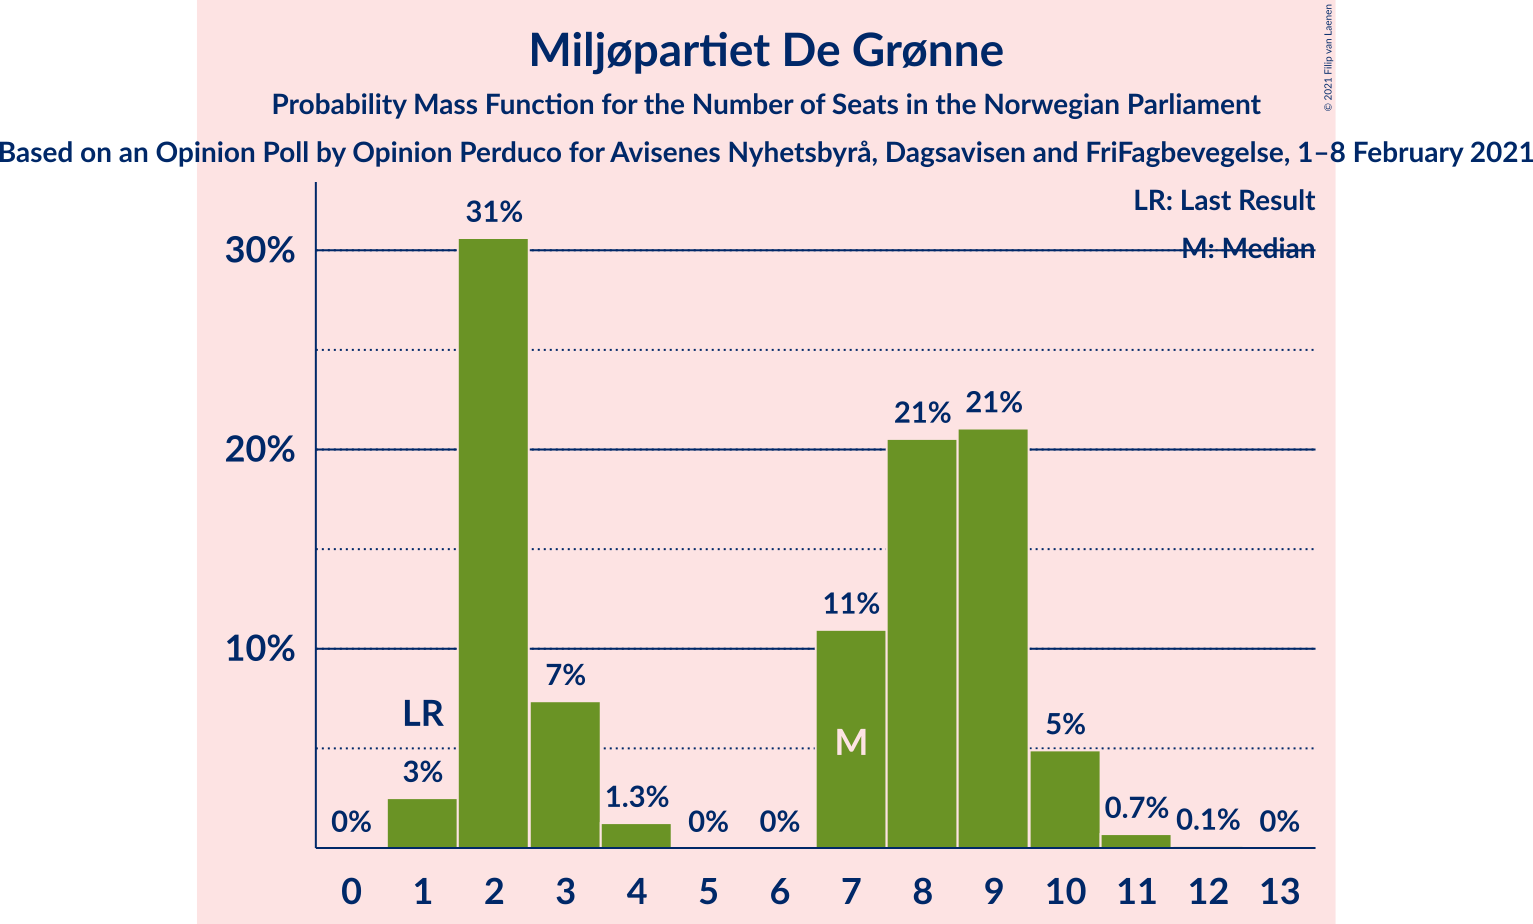 Miljøpartiet De Grønne
Probability Mass Function for the Number of Seats in the Norwegian Parliament
Based on an Opinion Poll by Opinion Perduco for Avisenes Nyhetsbyrå, Dagsavisen and FriFagbevegelse, 1–8 February 2021
© 2021 Filip van Laenen
LR: Last Result
M: Median
30%
20%
10%
0%
LR
3%
31%
7%
1.3%
0%
0%
11%
M
21%
21%
5%
0.7%
0.1%
0%
0 1 2 3 4 5 6 7 8 9 10 11 12 13